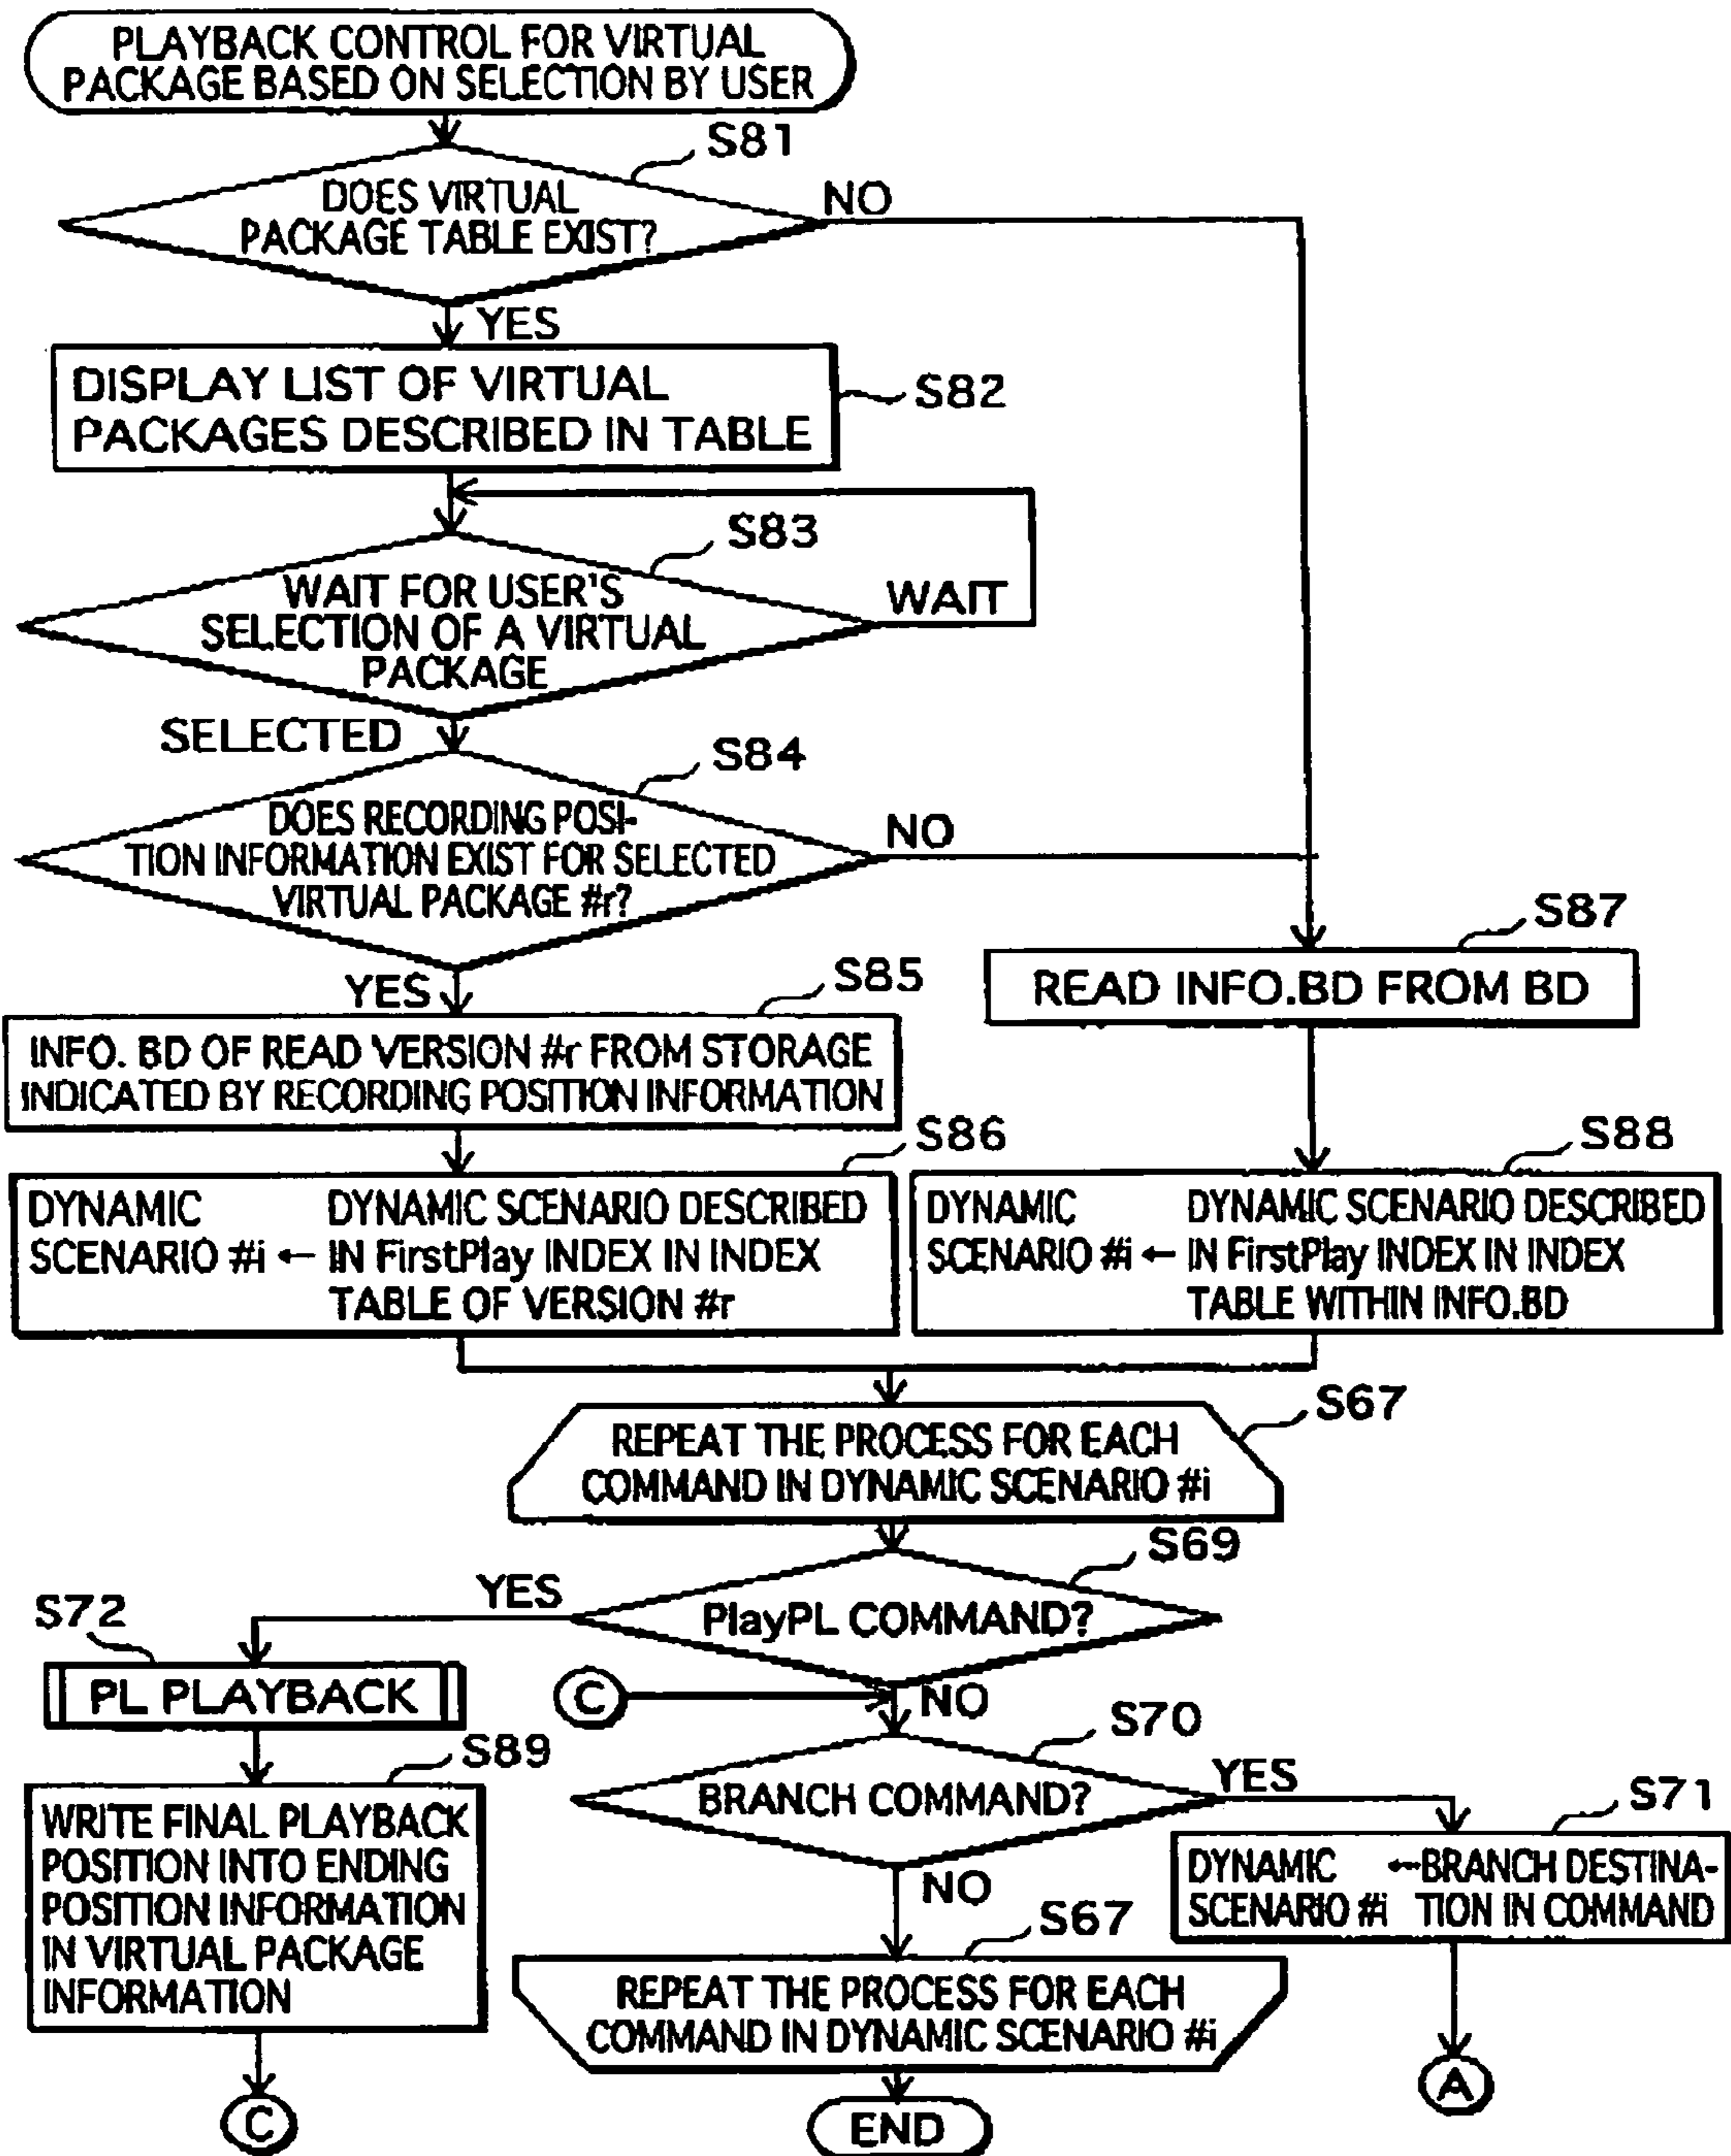 PLAYBACK CONTROL FOR VIRTUAL
PACKAGE BASED ON SELECTION BY USER
S81
DOES VIRTUAL
PACKAGE TABLE EXIST?
NO
YES
DISPLAY LIST OF VIRTUAL
PACKAGES DESCRIBED IN TABLE
S82
S83
WAIT FOR USER'S
SELECTION OF A VIRTUAL
PACKAGE
WAIT
SELECTED
S84
DOES RECORDING POSI-
TION INFORMATION EXIST FOR SELECTED
VIRTUAL PACKAGE #r?
NO
YES
S85
INFO. BD OF READ VERSION #r FROM STORAGE
INDICATED BY RECORDING POSITION INFORMATION
S87
READ INFO.BD FROM BD
S86
DYNAMIC DYNAMIC SCENARIO DESCRIBED
SCENARIO #i ← IN FirstPlay INDEX IN INDEX
TABLE OF VERSION #r
S88
DYNAMIC DYNAMIC SCENARIO DESCRIBED
SCENARIO #i ← IN FirstPlay INDEX IN INDEX
TABLE WITHIN INFO.BD
S67
REPEAT THE PROCESS FOR EACH
COMMAND IN DYNAMIC SCENARIO #i
S69
PlayPL COMMAND?
YES
S72
PL PLAYBACK
C
NO
S89
WRITE FINAL PLAYBACK
POSITION INTO ENDING
POSITION INFORMATION
IN VIRTUAL PACKAGE
INFORMATION
C
S70
BRANCH COMMAND?
YES
S71
DYNAMIC ← BRANCH DESTINA-
SCENARIO #i TION IN COMMAND
A
NO
S67
REPEAT THE PROCESS FOR EACH
COMMAND IN DYNAMIC SCENARIO #i
END